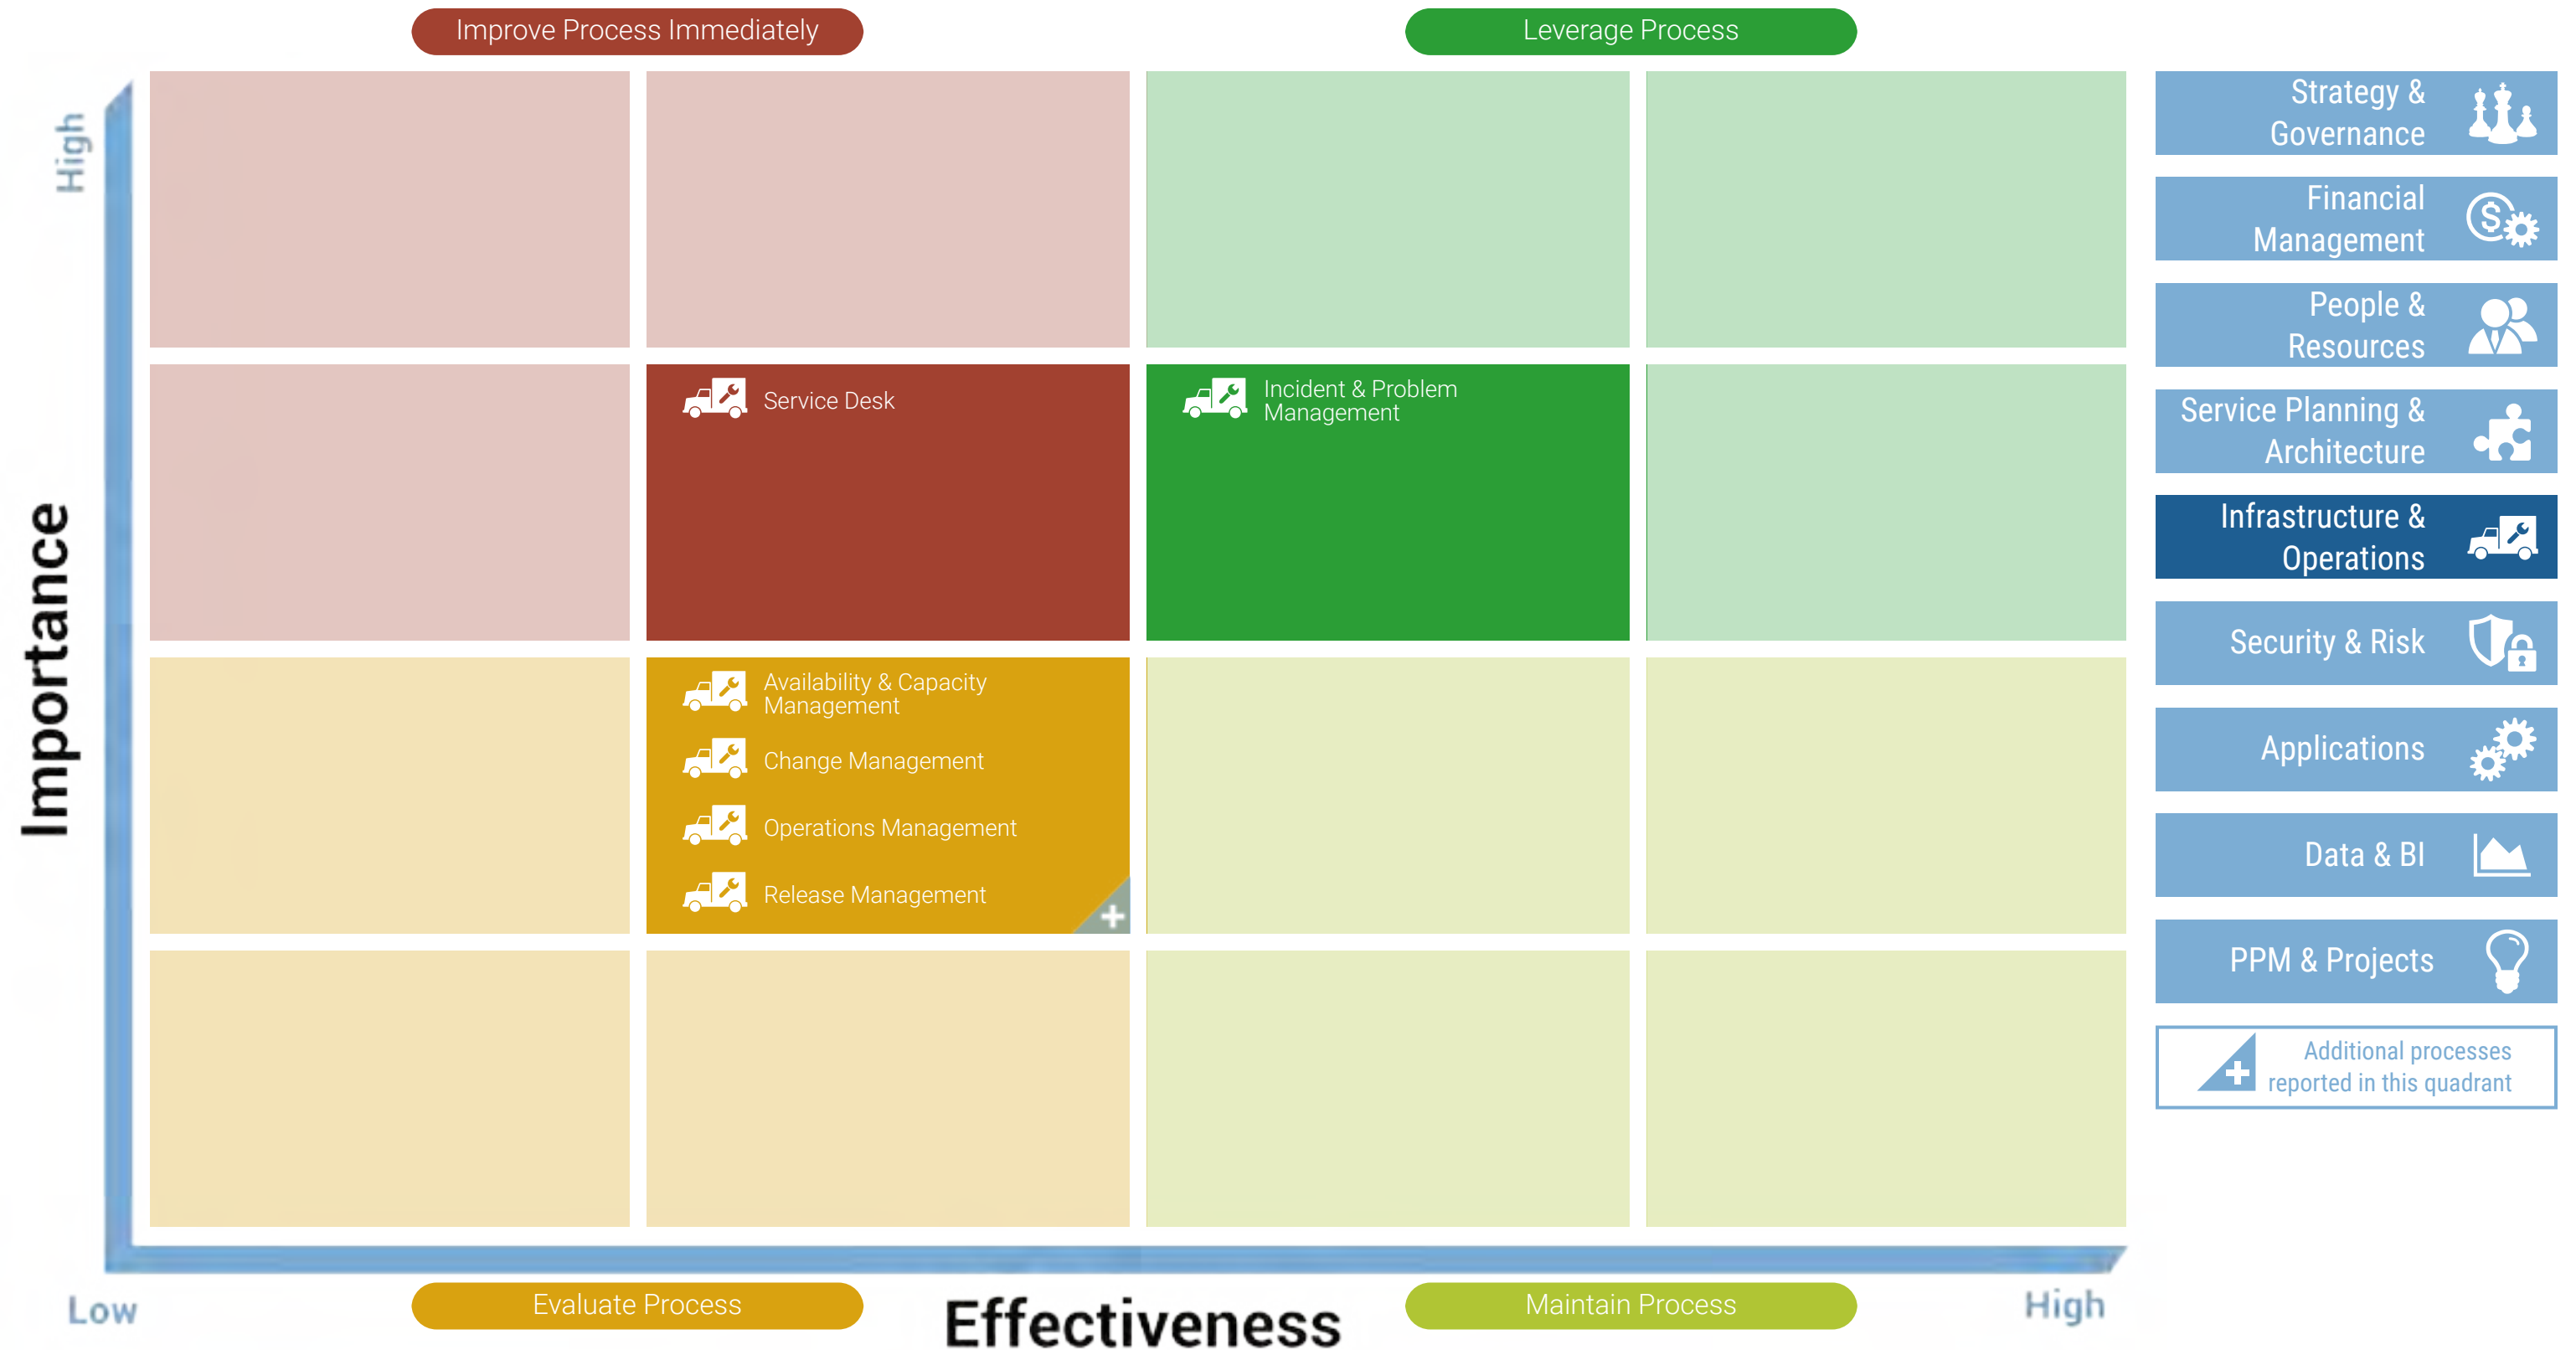 Improve Process Immediately
Leverage Process
High
Importance
Service Desk
Incident & Problem
Management
Availability & Capacity
Management
Change Management
Operations Management
Release Management
Low
Evaluate Process
Effectiveness
Maintain Process
High
Strategy &
Governance
Financial
Management
People &
Resources
Service Planning &
Architecture
Infrastructure &
Operations
Security & Risk
Applications
Data & BI
PPM & Projects
Additional processes
reported in this quadrant